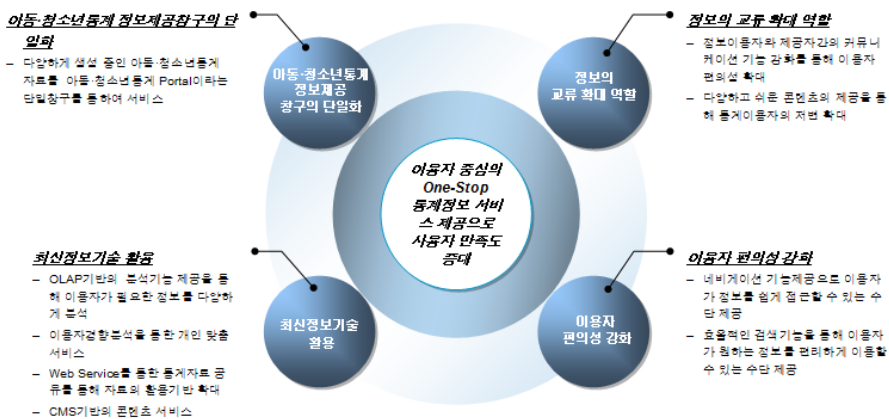 아동·청소년통계 정보제공창구의 단
일화
– 다양하게 생성 중인 아동·청소년통계
자료를 아동·청소년통계 Portal이라는
단일창구를 통하여 서비스
아동·청소년통계
정보제공
창구의 단일화
정보의
교류 확대 역할
정보의 교류 확대 역할
– 정보이용자와 제공자간의 커뮤니
케이션 기능 강화를 통해 이용자
편의성 확대
– 다양하고 쉬운 콘텐츠의 제공을 통
해 통계이용자의 저변 확대
이용자 중심의
One-Stop
통계정보 서비
스 제공으로
사용자 만족도
증대
최신정보기술 활용
– OLAP기반의 분석기능 제공을 통
해 이용자가 필요한 정보를 다양하
게 분석
– 이용자경향분석을 통한 개인 맞춤
서비스
– Web Service를 통한 통계자료 공
유를 통해 자료의 활용기반 확대
– CMS기반의 콘텐츠 서비스
최신정보기술
활용
이용자
편의성 강화
이용자 편의성 강화
– 네비게이션 기능제공으로 이용자
가 정보를 쉽게 접근할 수 있는 수
단 제공
– 효율적인 검색기능을 통해 이용자
가 원하는 정보를 편리하게 이용할
수 있는 수단 제공